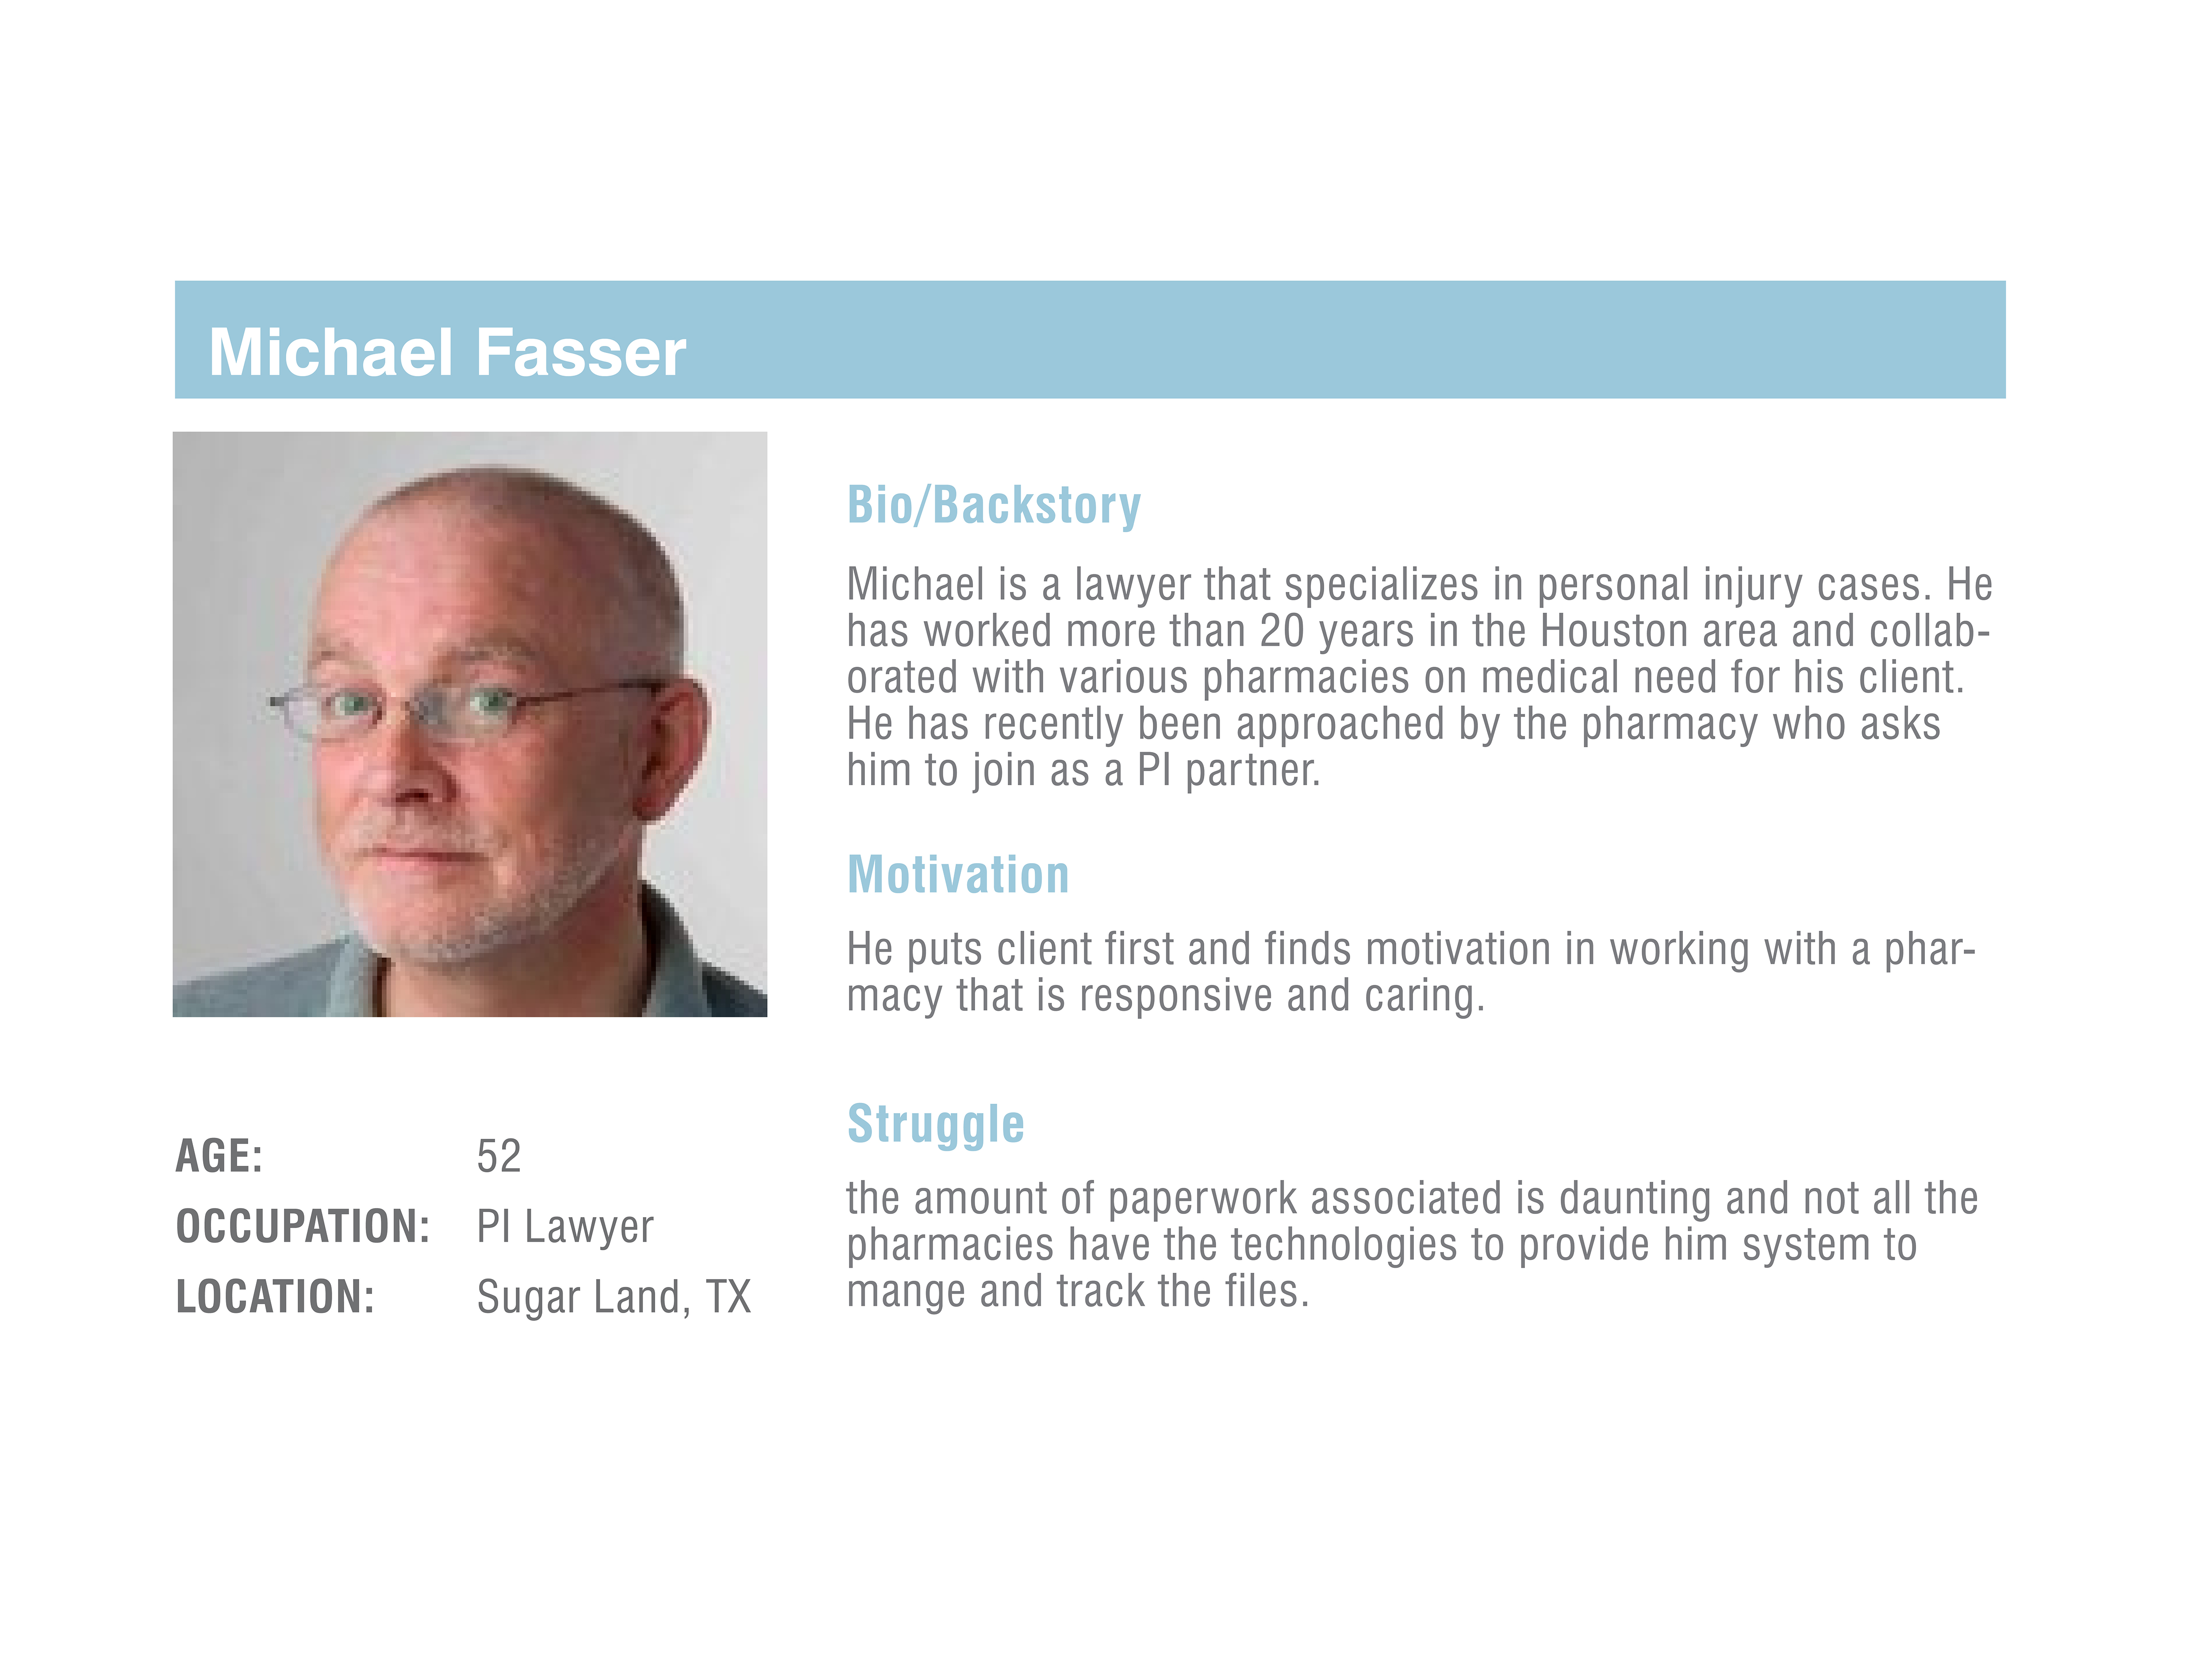 Michael Fasser
Bio/Backstory
Michael is a lawyer that specializes in personal injury cases. He
has worked more than 20 years in the Houston area and collab-
orated with various pharmacies on medical need for his client.
He has recently been approached by the pharmacy who asks
him to join as a PI partner.
Motivation
He puts client first and finds motivation in working with a phar-
macy that is responsive and caring.
Struggle
the amount of paperwork associated is daunting and not all the
pharmacies have the technologies to provide him system to
mange and track the files.
AGE: 52
OCCUPATION: PI Lawyer
LOCATION: Sugar Land, TX